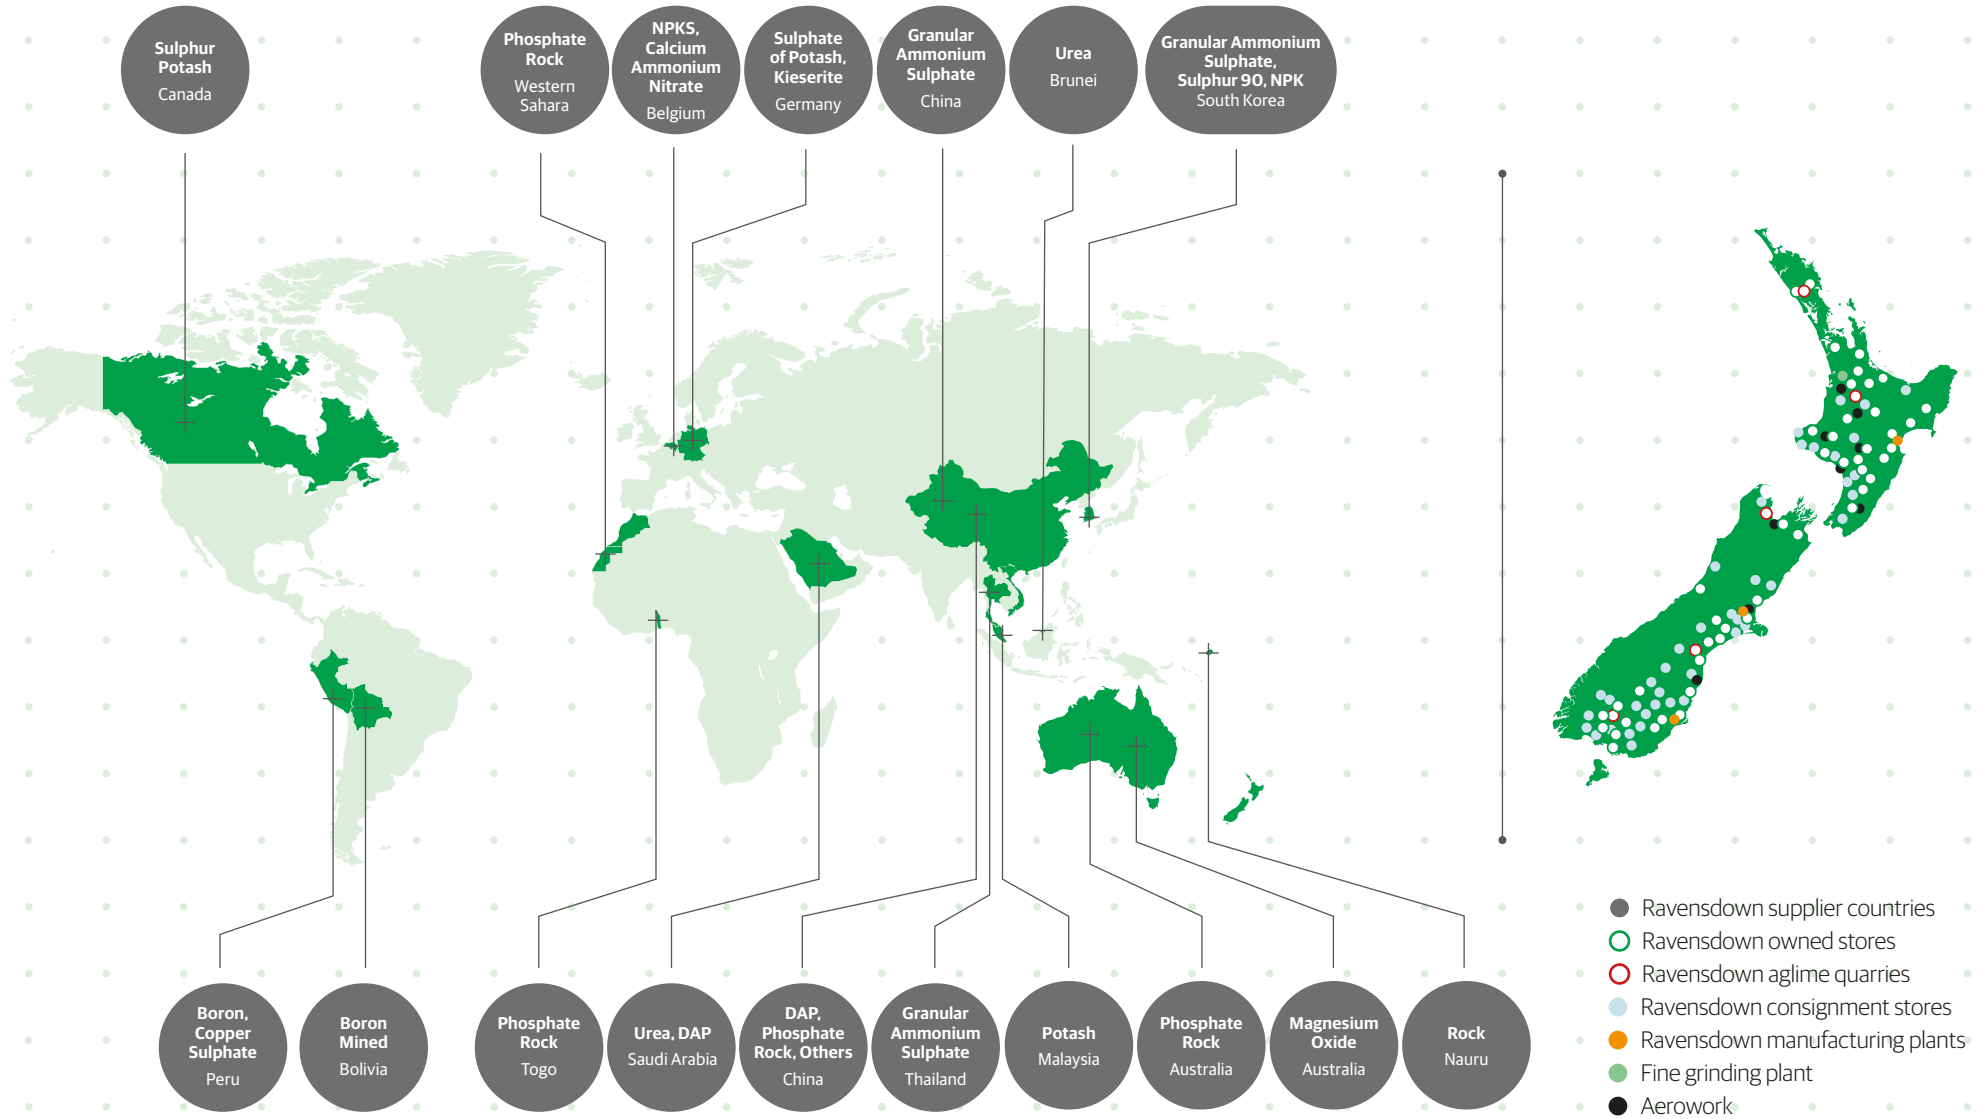 Sulphur
Potash
Canada
Phosphate
Rock
Western
Sahara
NPKS,
Calcium
Ammonium
Nitrate
Belgium
Sulphate
of Potash,
Kieserite
Germany
Granular
Ammonium
Sulphate
China
Urea
Brunei
Granular Ammonium
Sulphate,
Sulphur 90, NPK
South Korea
Boron,
Copper
Sulphate
Peru
Boron
Mined
Bolivia
Phosphate
Rock
Togo
Urea, DAP
Saudi Arabia
DAP,
Phosphate
Rock, Others
China
Granular
Ammonium
Sulphate
Thailand
Potash
Malaysia
Phosphate
Rock
Australia
Magnesium
Oxide
Australia
Rock
Nauru
Ravensdown supplier countries
Ravensdown owned stores
Ravensdown aglime quarries
Ravensdown consignment stores
Ravensdown manufacturing plants
Fine grinding plant
Aerowork